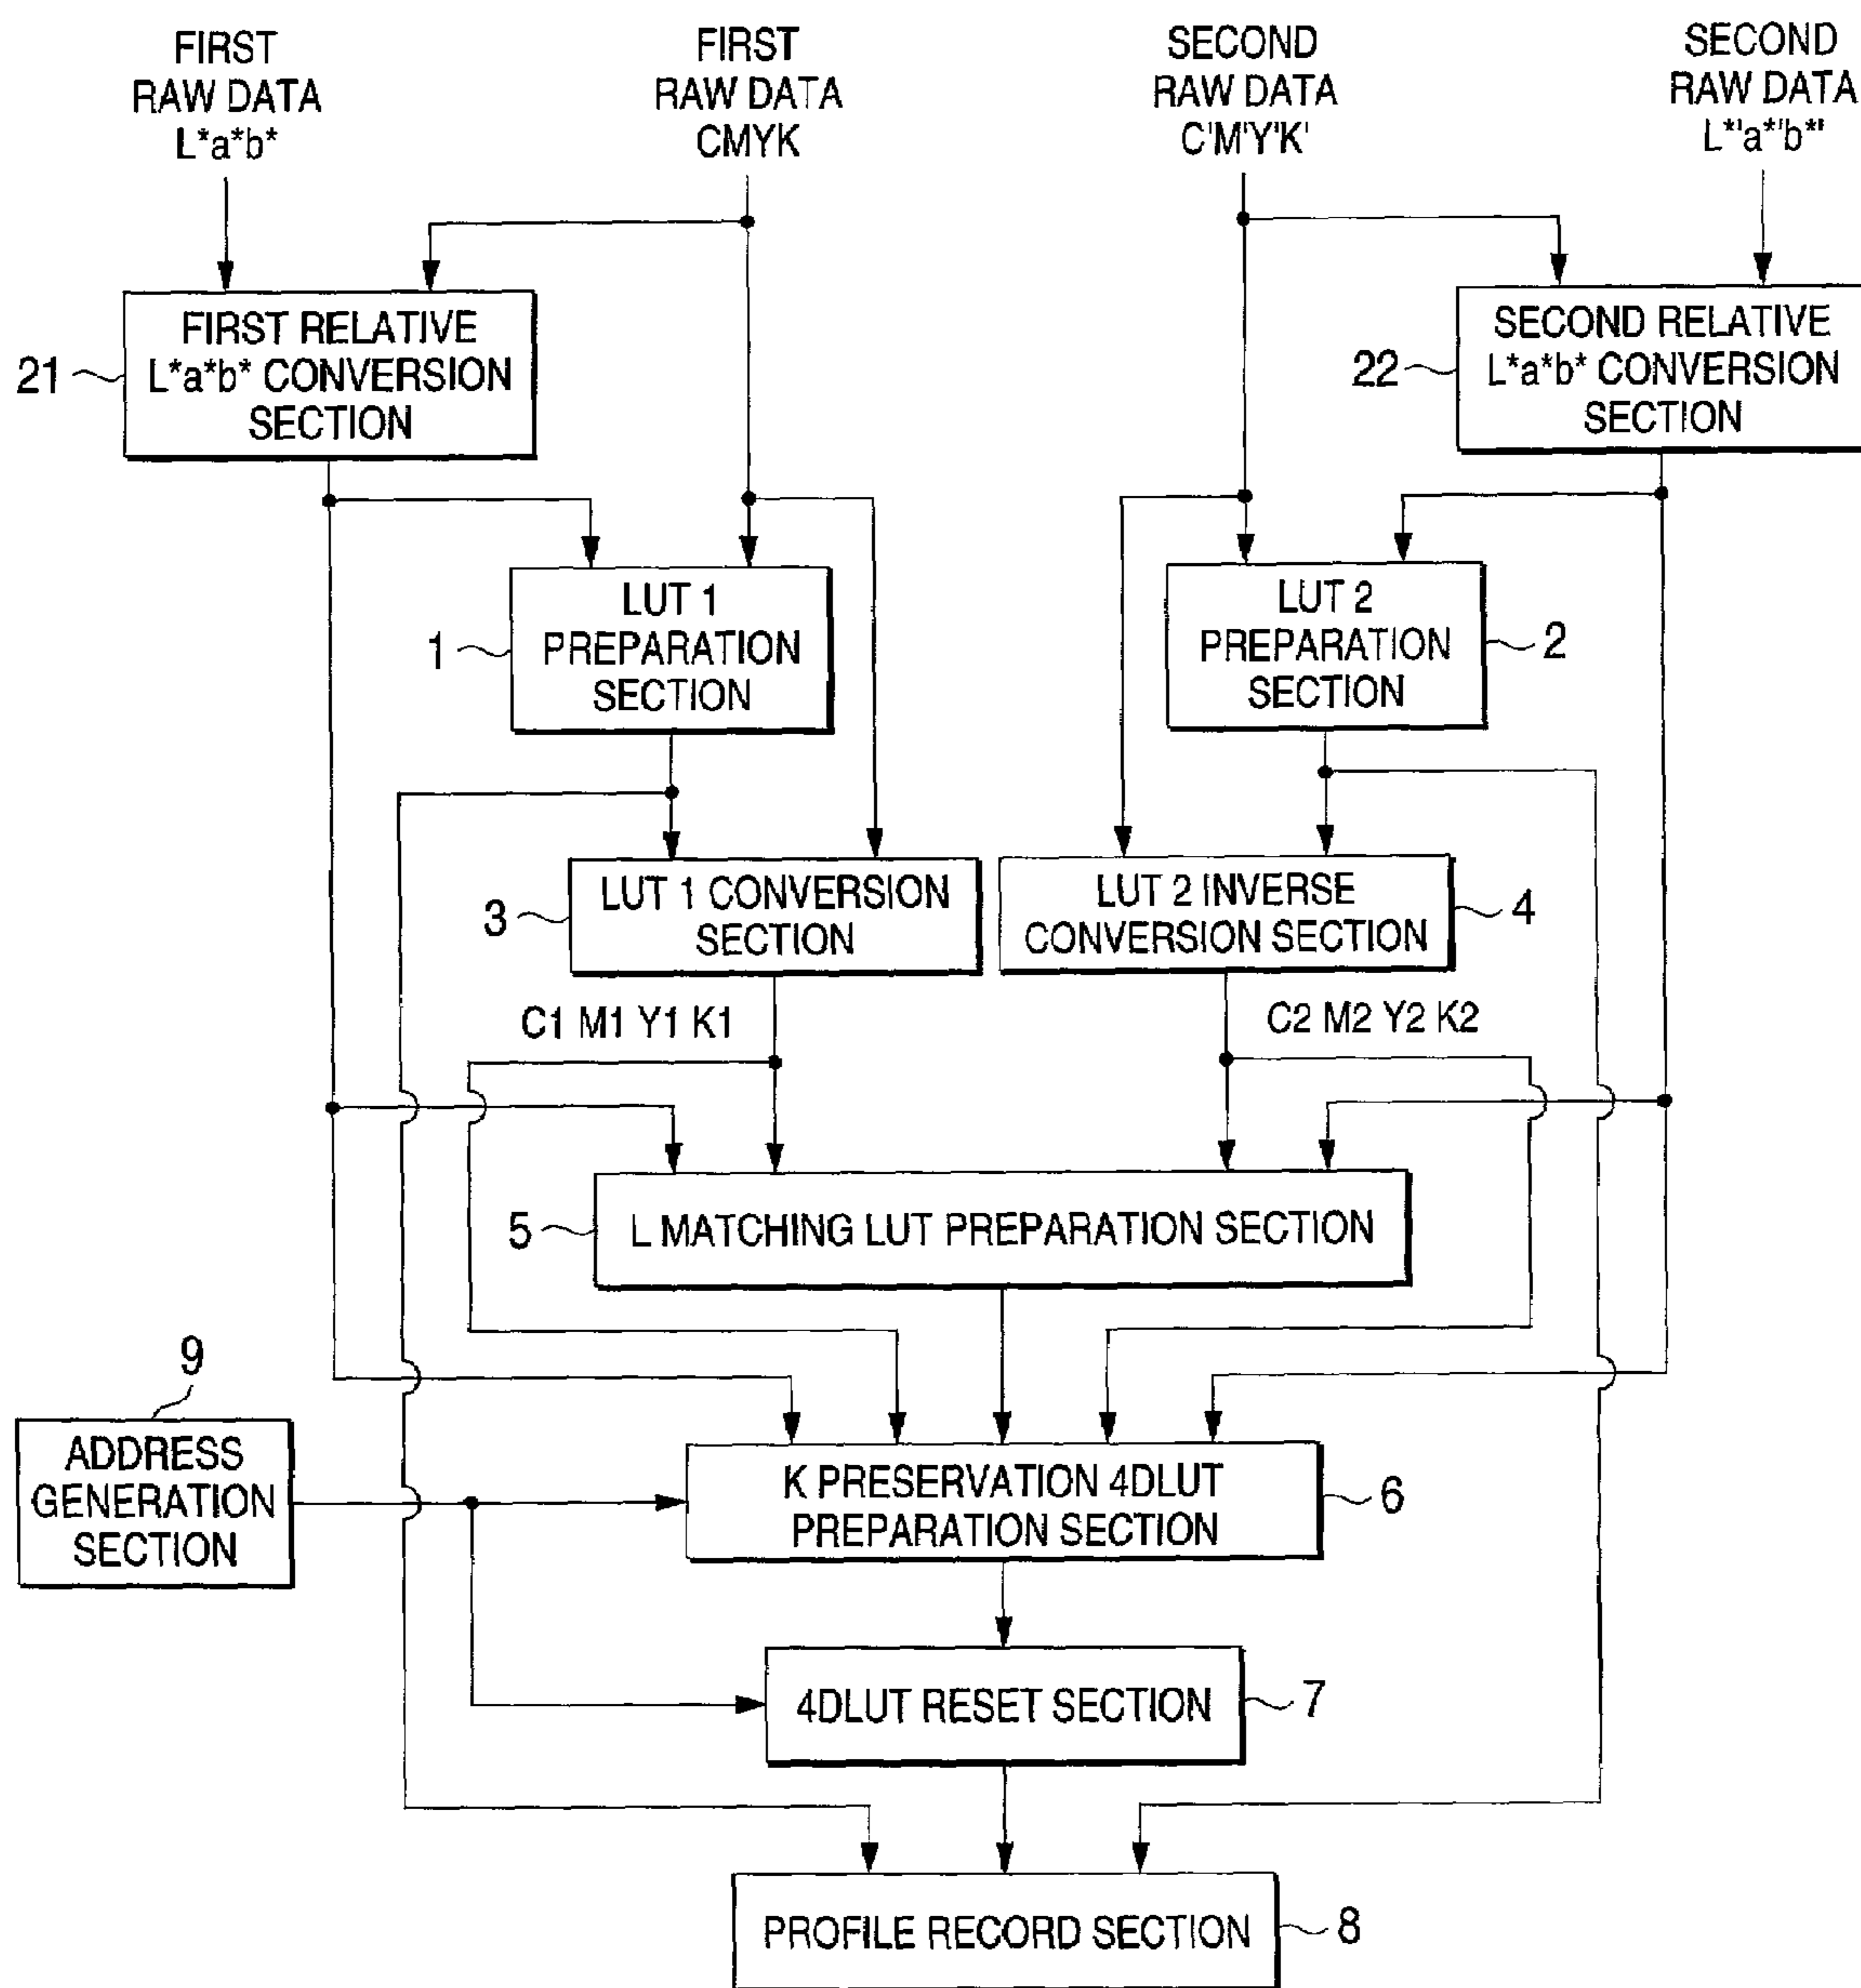 FIRST
RAW DATA
L*a*b*
FIRST
RAW DATA
CMYK
SECOND
RAW DATA
C'M'Y'K'
SECOND
RAW DATA
L*'a*'b*'
21
FIRST RELATIVE
L*a*b* CONVERSION
SECTION
22
SECOND RELATIVE
L*a*b* CONVERSION
SECTION
1
LUT 1
PREPARATION
SECTION
LUT 2
PREPARATION
SECTION
2
3
LUT 1 CONVERSION
SECTION
LUT 2 INVERSE
CONVERSION SECTION
4
C1 M1 Y1 K1
C2 M2 Y2 K2
5
L MATCHING LUT PREPARATION SECTION
9
ADDRESS
GENERATION
SECTION
K PRESERVATION 4DLUT
PREPARATION SECTION
6
4DLUT RESET SECTION
7
PROFILE RECORD SECTION
8